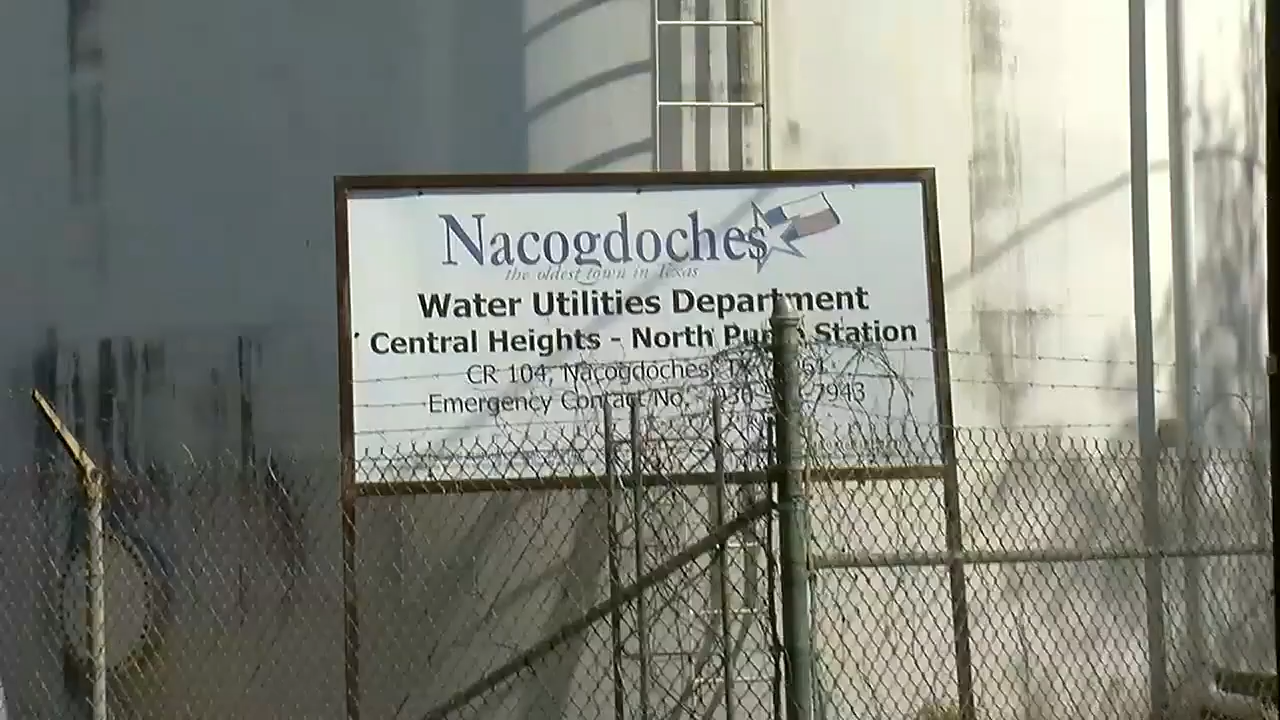 Nacogdoches
the oldest town in Texas
Water Utilities Department
Central Heights - North Pump Station
CR 104, Nacogdoches, TX
Emergency Contact No. 7943